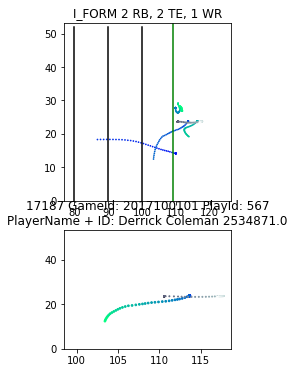 I_FORM 2 RB, 2 TE, 1 WR
50
40
30
20
10
0
80 90 100 110 120
17187 GameId: 2017100101 PlayId: 567
PlayerName + ID: Derrick Coleman 2534871.0
40
20
0
100 105 110 115